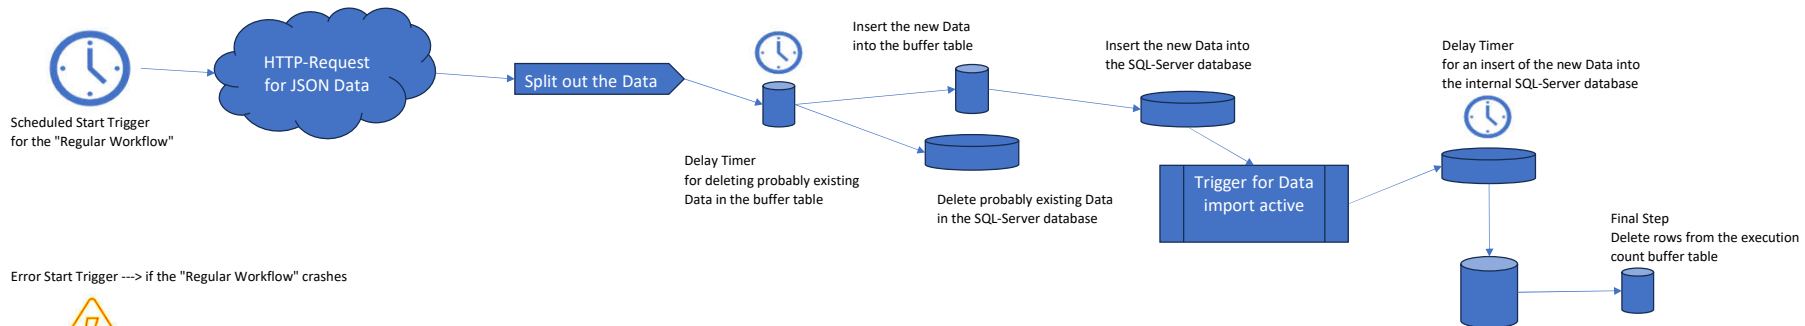 Scheduled Start Trigger
for the "Regular Workflow"
HTTP-Request
for JSON Data
Split out the Data
Delay Timer
for deleting probably existing
Data in the buffer table
Insert the new Data
into the buffer table
Delete probably existing Data
in the SQL-Server database
Insert the new Data into
the SQL-Server database
Trigger for Data
import active
Delay Timer
for an insert of the new Data into
the internal SQL-Server database
Final Step
Delete rows from the execution
count buffer table
Error Start Trigger ---> if the "Regular Workflow" crashes